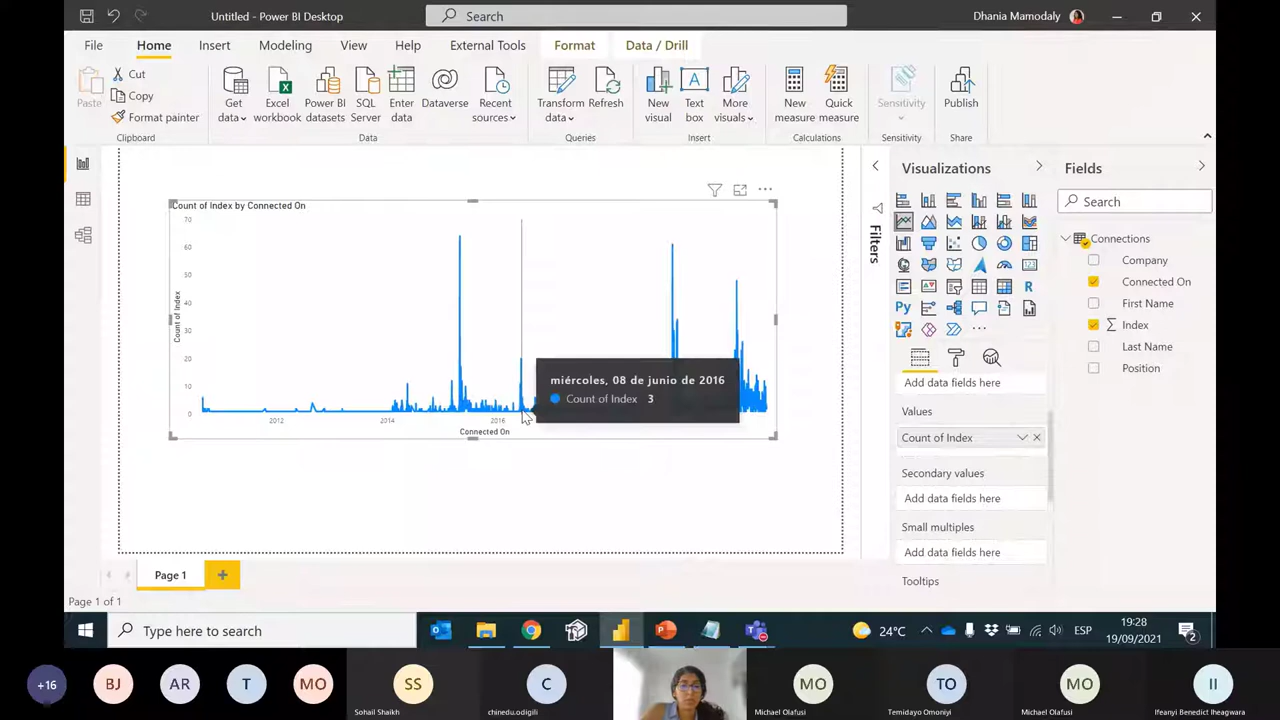 Untitled - Power BI Desktop
Search
Dhania Mamodaly
File
Home
Insert
Modeling
View
Help
External Tools
Format
Data / Drill
Paste
Cut
Copy
Format painter
Clipboard
Get data
Excel workbook
Power BI datasets
SQL Server
Enter data
Dataverse
Recent sources
Data
Transform data
Refresh
Queries
New visual
Text box
More visuals
Insert
New measure
Quick measure
Calculations
Sensitivity
Sensitivity
Publish
Share
Count of Index by Connected On
70
60
50
40
30
20
10
0
Count of Index
2012
2014
2016
Connected On
miércoles, 08 de junio de 2016
Count of Index 3
Filters
Visualizations
R
Py
123
Add data fields here
Values
Count of Index
Secondary values
Add data fields here
Small multiples
Add data fields here
Tooltips
Fields
Search
Connections
Company
Connected On
First Name
Index
Last Name
Position
Page 1
Page 1 of 1
Type here to search
24°C
ESP
19:28
19/09/2021
2
+16
BJ
AR
T
MO
SS
Sohail Shaikh
C
chinedu.odigili
MO
Michael Olafusi
TO
Temidayo Omoniyi
MO
Michael Olafusi
II
Ifeanyi Benedict Iheagwara